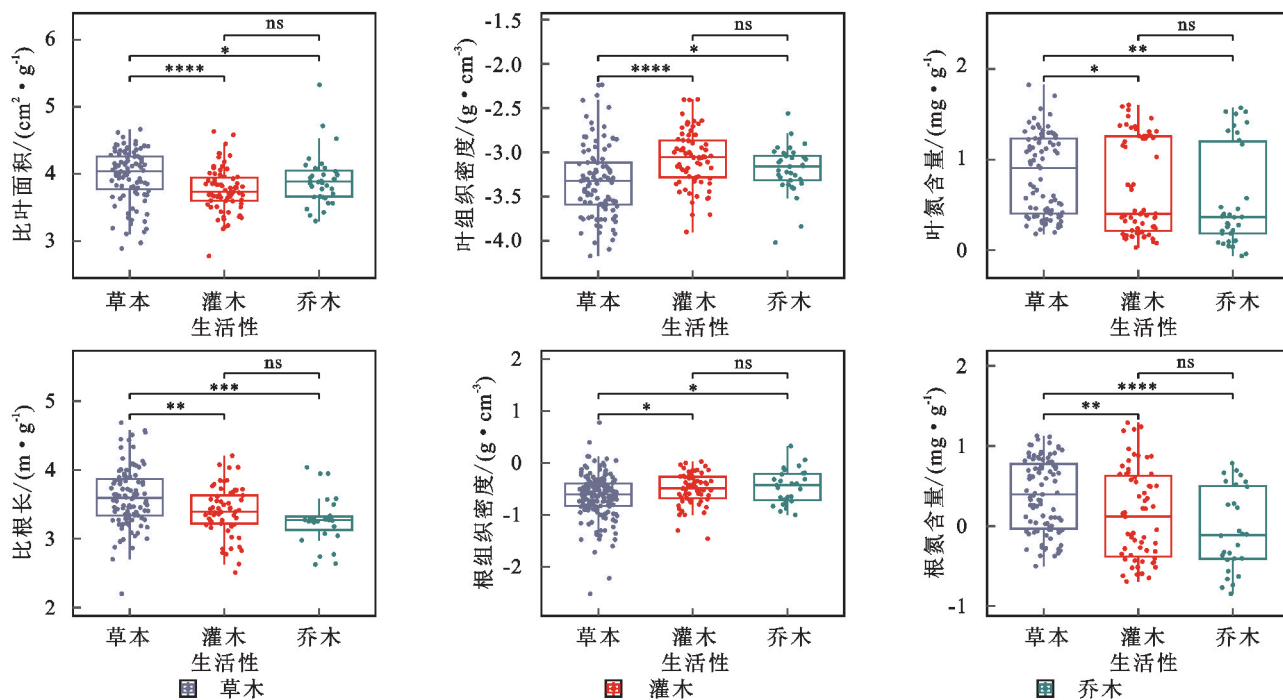 比叶面积/(cm²·g⁻¹)
6
5
4
3
ns
*
****
草本 灌木 乔木
生活性
叶组织密度/(g·cm⁻³)
-1.5
-2.0
-2.5
-3.0
-3.5
-4.0
ns
*
****
草本 灌木 乔木
生活性
叶氮含量/(mg·g⁻¹)
2
1
0
ns
**
*
草本 灌木 乔木
生活性
比根长/(m·g⁻¹)
5
4
3
2
ns
***
**
草本 灌木 乔木
生活性
根组织密度/(g·cm⁻³)
2
1
0
-1
-2
ns
*
*
草本 灌木 乔木
生活性
根氮含量/(mg·g⁻¹)
2
1
0
-1
ns
****
**
草本 灌木 乔木
生活性
草木 灌木 乔木